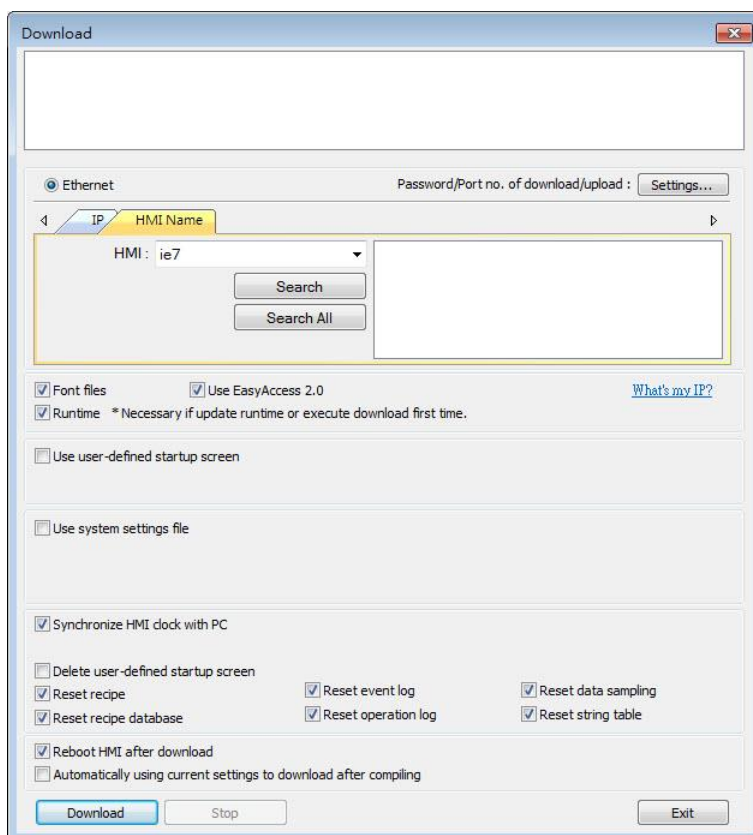 Download
Ethernet Password/Port no. of download/upload : Settings...
IP HMI Name
HMI : ie7
Search
Search All
Font files Use EasyAccess 2.0 What's my IP?
Runtime * Necessary if update runtime or execute download first time.
Use user-defined startup screen
Use system settings file
Synchronize HMI clock with PC
Delete user-defined startup screen
Reset recipe Reset event log Reset data sampling
Reset recipe database Reset operation log Reset string table
Reboot HMI after download
Automatically using current settings to download after compiling
Download Stop Exit